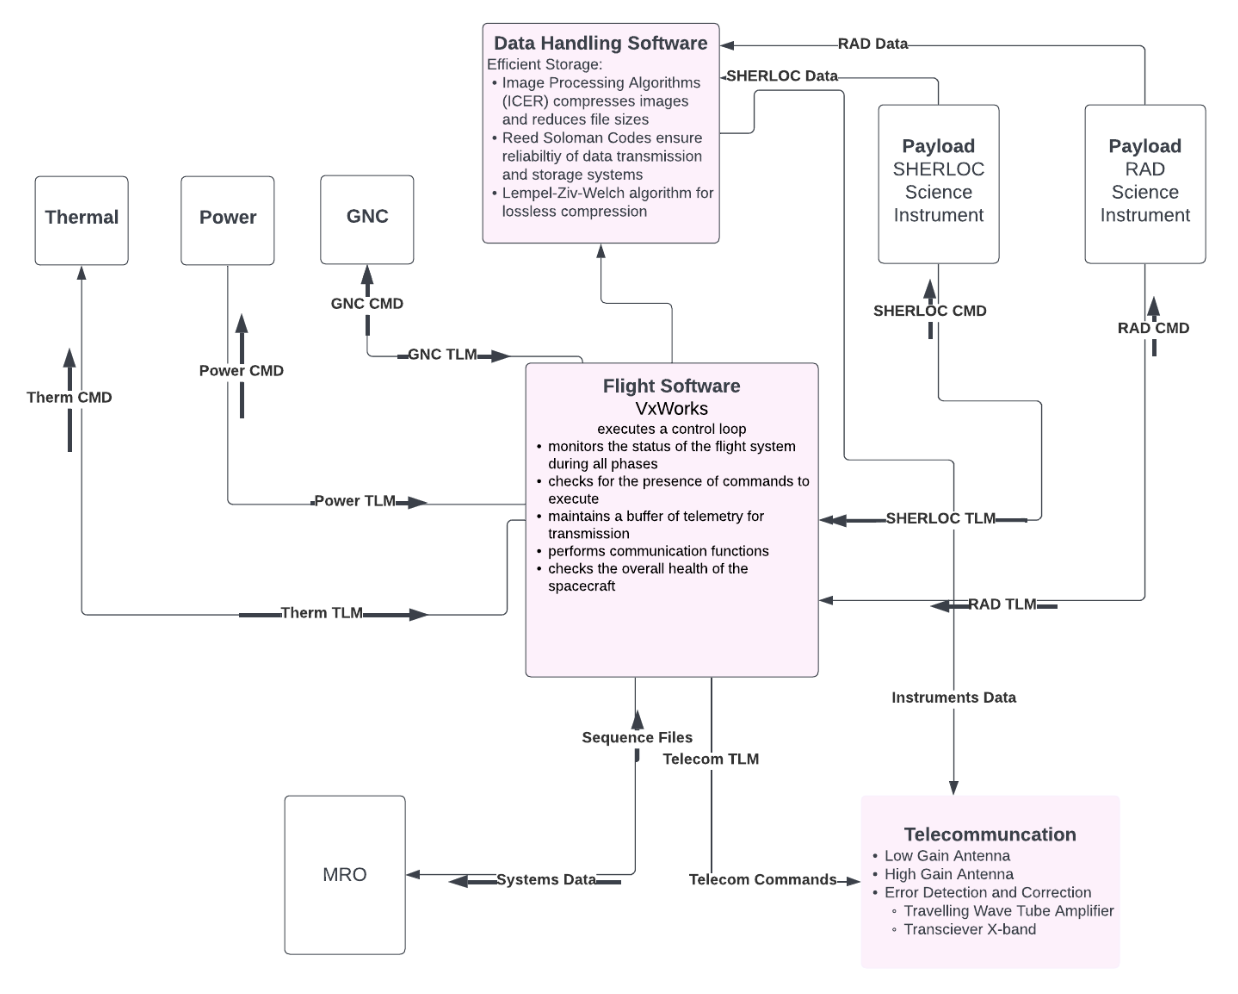 Data Handling Software
Efficient Storage:
• Image Processing Algorithms
(ICER) compresses images
and reduces file sizes
• Reed Soloman Codes ensure
reliabiltiy of data transmission
and storage systems
• Lempel-Ziv-Welch algorithm for
lossless compression
RAD Data
SHERLOC Data
Payload
SHERLOC
Science
Instrument
Payload
RAD
Science
Instrument
Thermal
Power
GNC
GNC CMD
SHERLOC CMD
RAD CMD
GNC TLM
Power CMD
Therm CMD
Flight Software
VxWorks
executes a control loop
• monitors the status of the flight system
during all phases
• checks for the presence of commands to
execute
• maintains a buffer of telemetry for
transmission
• performs communication functions
• checks the overall health of the
spacecraft
Power TLM
SHERLOC TLM
Therm TLM
RAD TLM
Instruments Data
Sequence Files
Telecom TLM
MRO
Systems Data
Telecom Commands
Telecommuncation
• Low Gain Antenna
• High Gain Antenna
• Error Detection and Correction
◦ Travelling Wave Tube Amplifier
◦ Transciever X-band